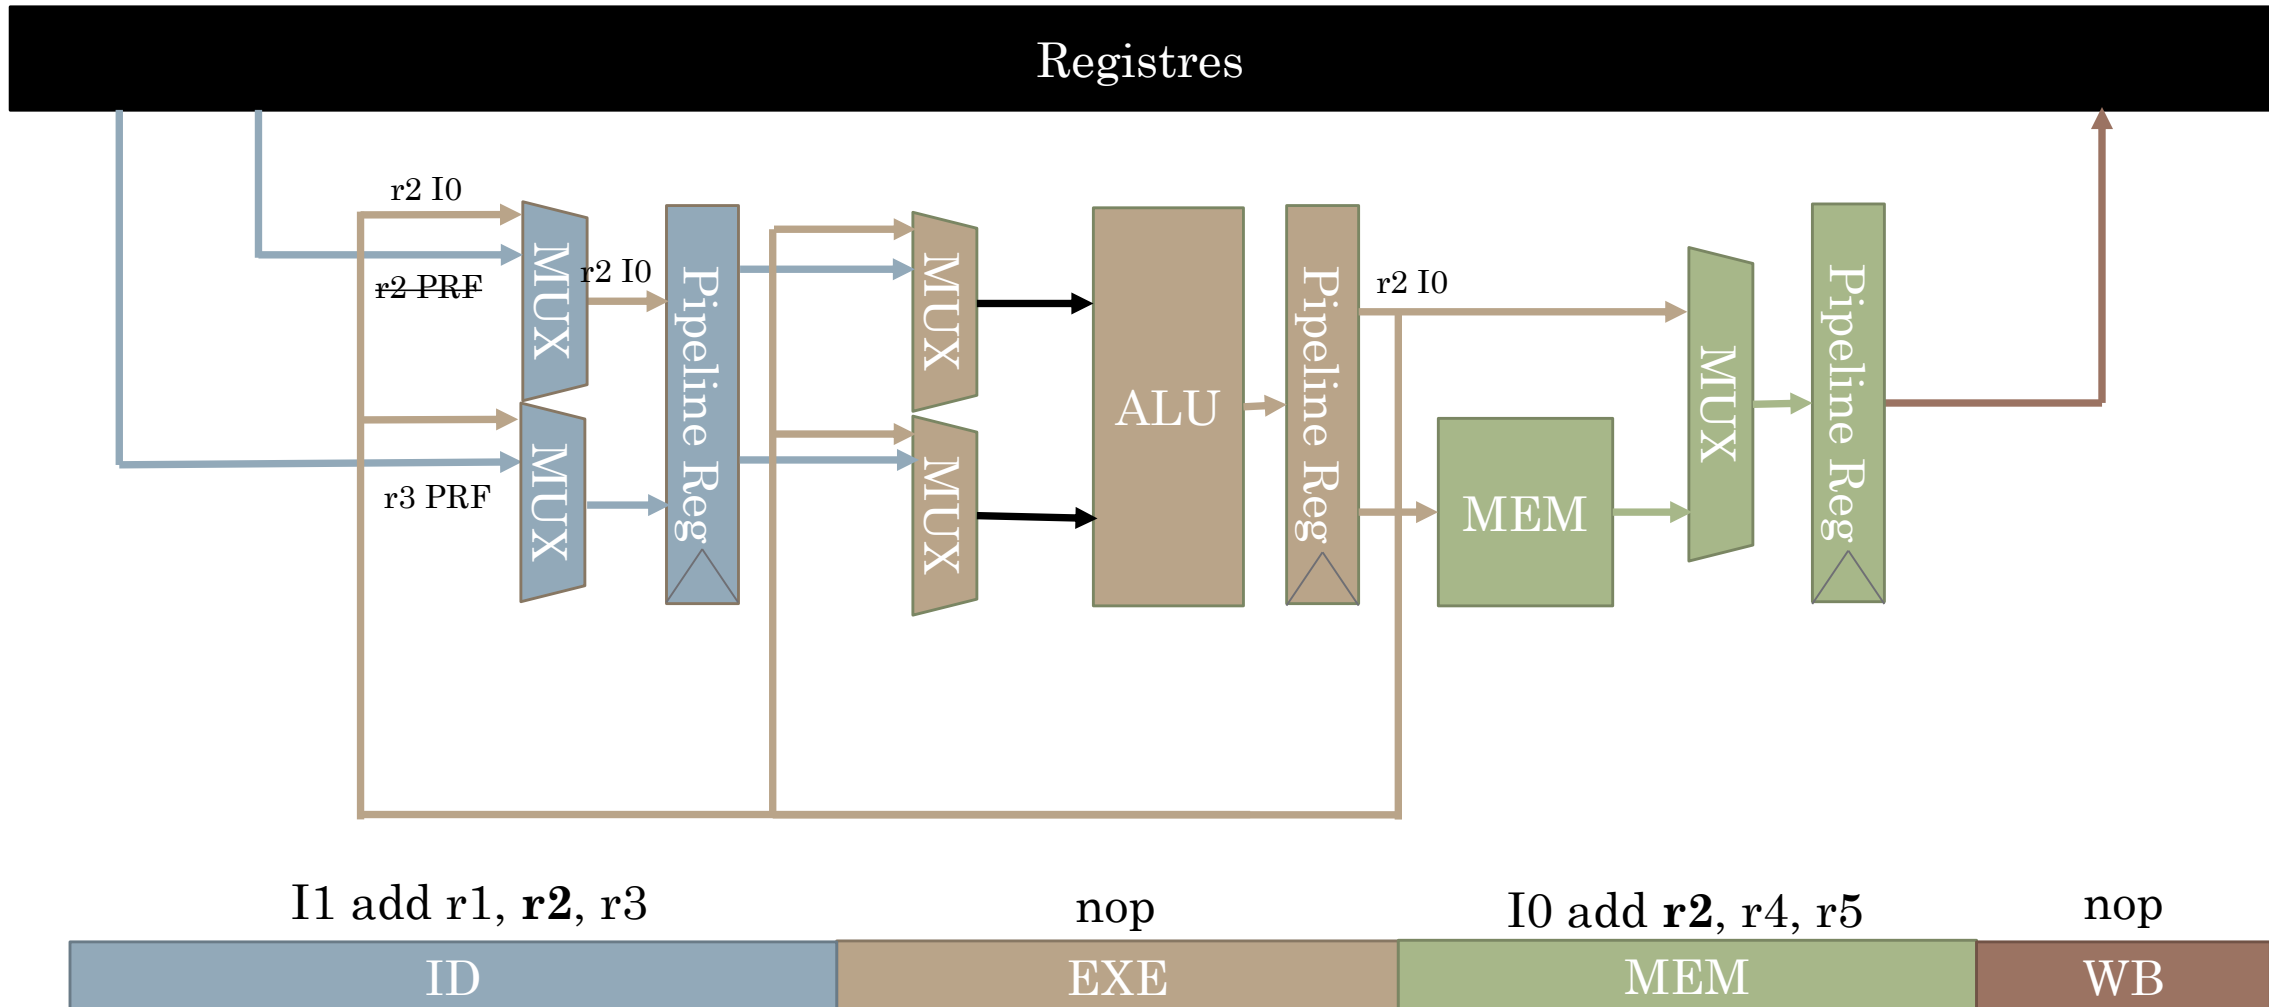 Registres
r2 I0
r2 PRF
r2 I0
r3 PRF
MUX
MUX
Pipeline Reg
MUX
MUX
ALU
Pipeline Reg
r2 I0
MEM
MUX
Pipeline Reg
I1 add r1, r2, r3
nop
I0 add r2, r4, r5
nop
ID
EXE
MEM
WB